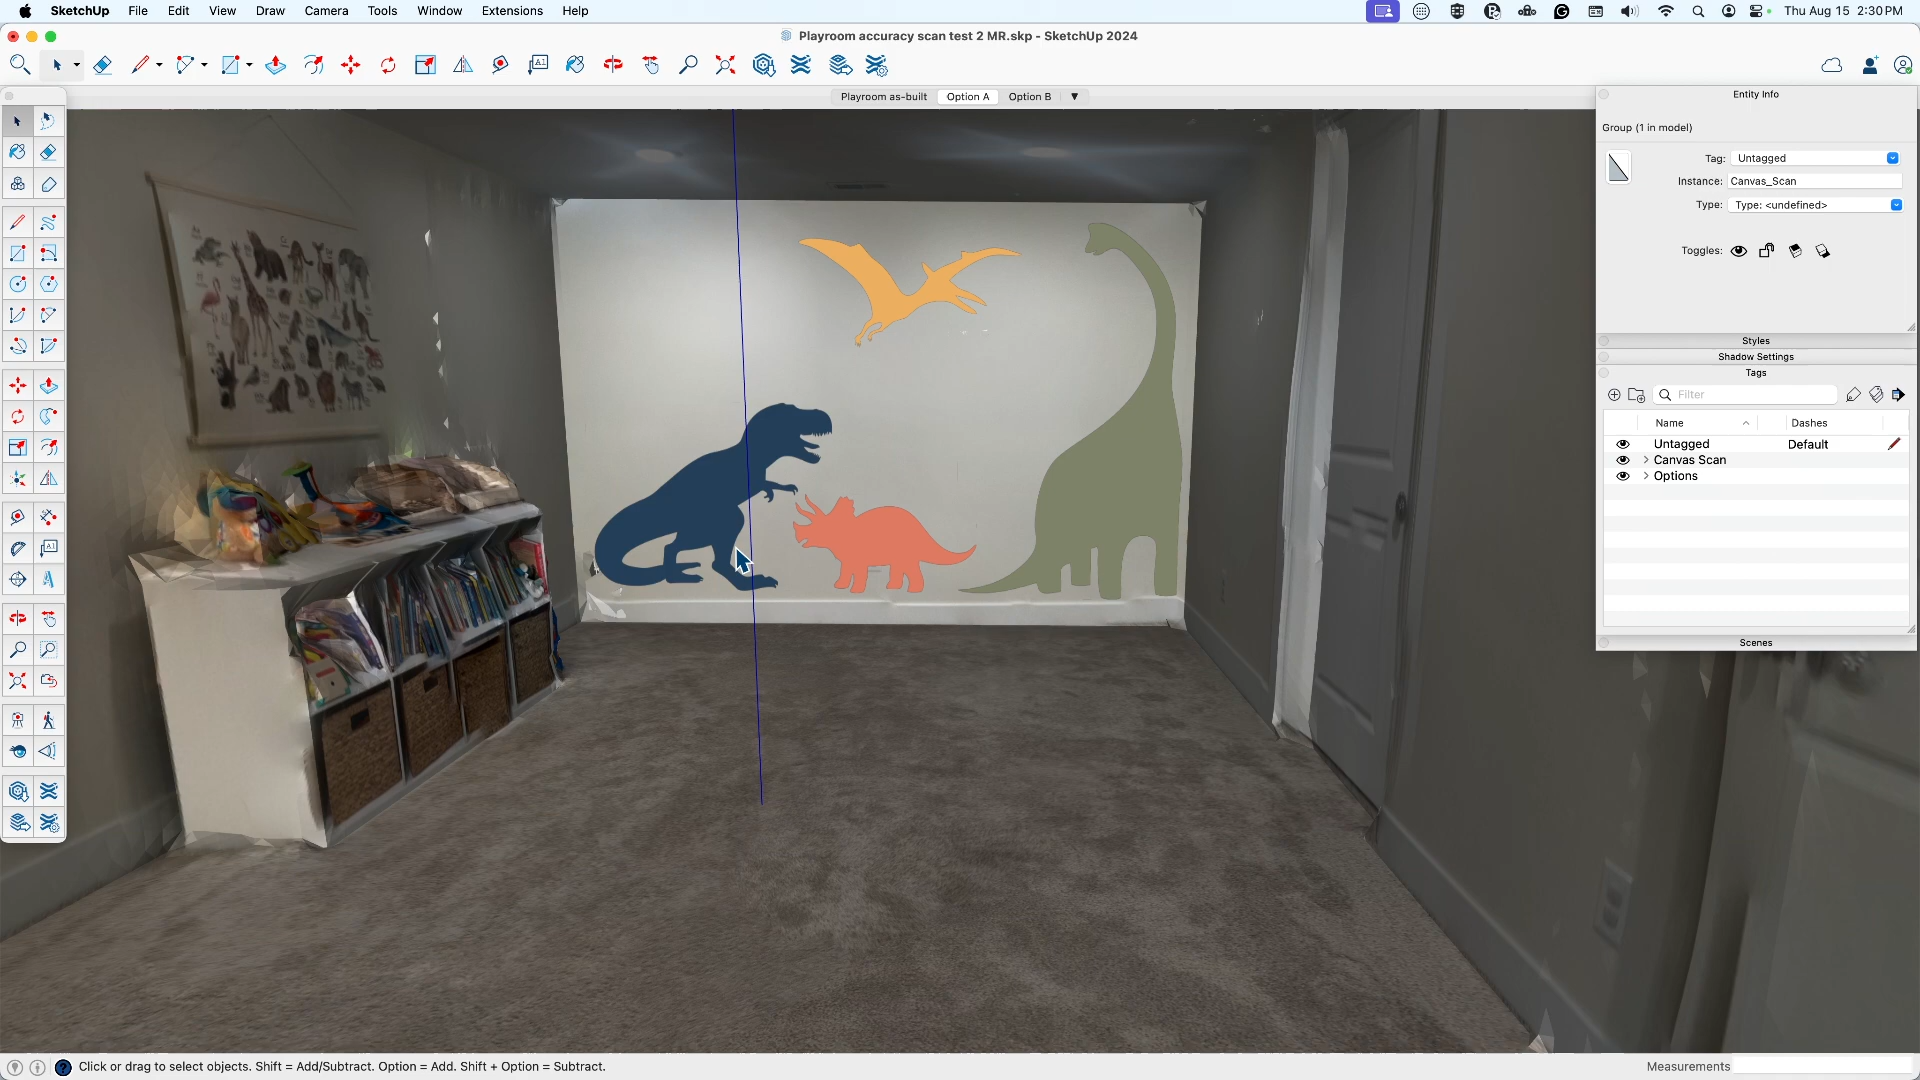 SketchUp File Edit View Draw Camera Tools Window Extensions Help
Thu Aug 15 2:30 PM
Playroom accuracy scan test 2 MR.skp - SketchUp 2024
Playroom as-built Option A Option B ▼
Entity Info
Group (1 in model)
Tag: Untagged
Instance: Canvas_Scan
Type: Type: <undefined>
Toggles:
Styles
Shadow Settings
Tags
Filter
Name Dashes
Untagged Default
Canvas Scan
Options
Scenes
Click or drag to select objects. Shift = Add/Subtract. Option = Add. Shift + Option = Subtract.
Measurements